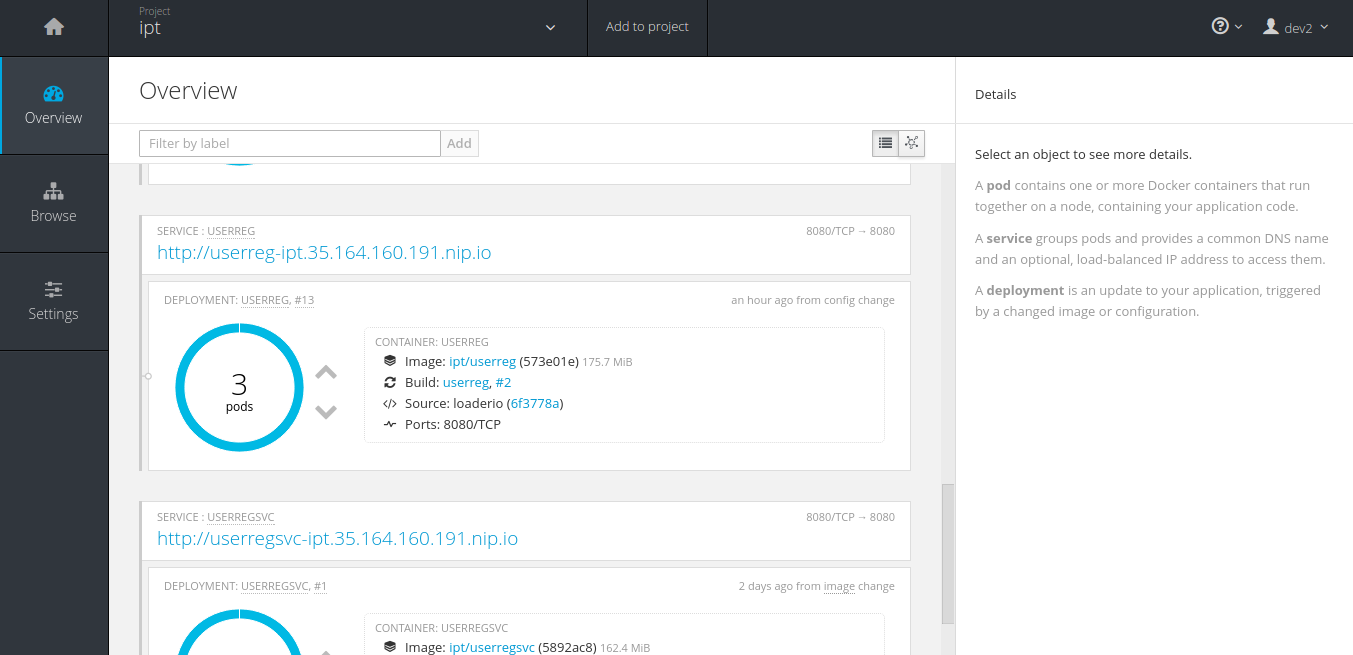 Project
ipt
Add to project
dev2
Overview
Browse
Settings
Overview
Filter by label
Add
SERVICE : USERREG
8080/TCP → 8080
http://userreg-ipt.35.164.160.191.nip.io
DEPLOYMENT: USERREG, #13
an hour ago from config change
3
pods
CONTAINER: USERREG
Image: ipt/userreg (573e01e) 175.7 MiB
Build: userreg, #2
Source: loaderio (6f3778a)
Ports: 8080/TCP
SERVICE : USERREGSVC
8080/TCP → 8080
http://userregsvc-ipt.35.164.160.191.nip.io
DEPLOYMENT: USERREGSVC, #1
2 days ago from image change
CONTAINER: USERREGSVC
Image: ipt/userregsvc (5892ac8) 162.4 MiB
Details
Select an object to see more details.
A pod contains one or more Docker containers that run
together on a node, containing your application code.
A service groups pods and provides a common DNS name
and an optional, load-balanced IP address to access them.
A deployment is an update to your application, triggered
by a changed image or configuration.